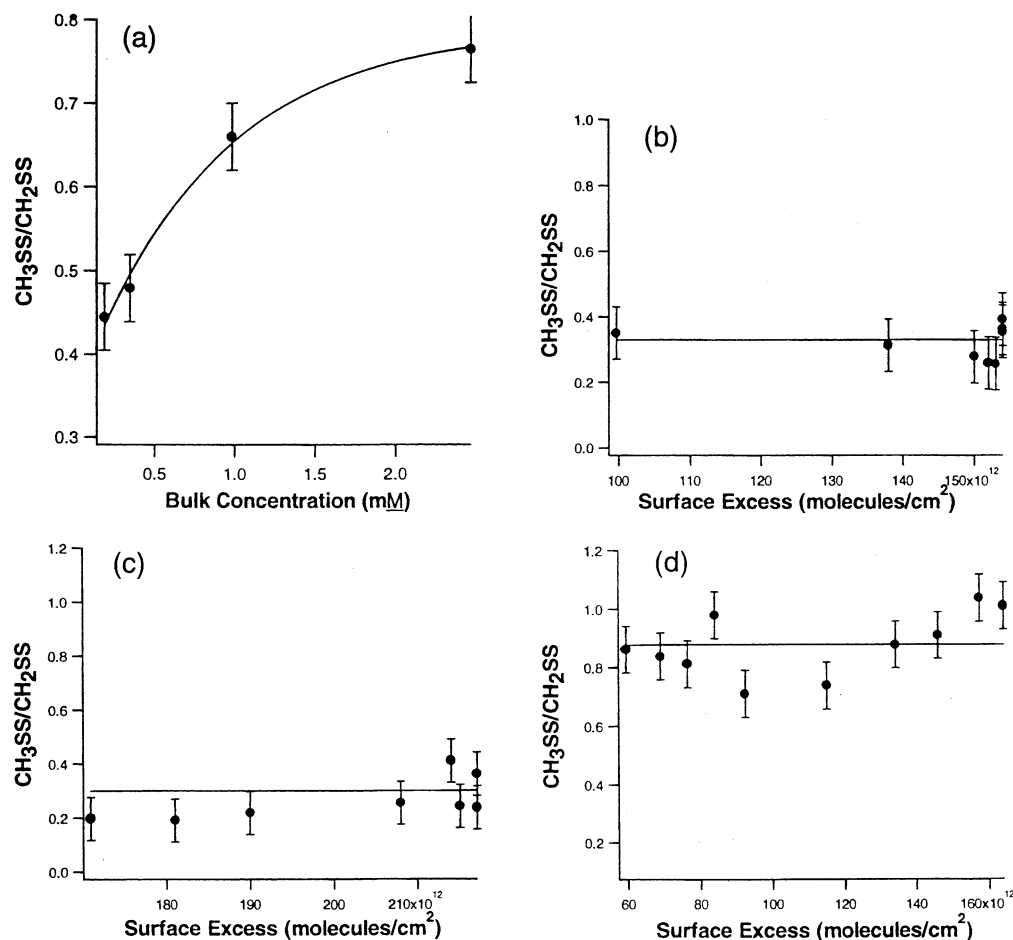 (a)
CH3SS/CH2SS
0.8
0.7
0.6
0.5
0.4
0.3
0.5 1.0 1.5 2.0
Bulk Concentration (mM)
(b)
CH3SS/CH2SS
1.0
0.8
0.6
0.4
0.2
0.0
100 110 120 130 140 150x10^12
Surface Excess (molecules/cm^2)
(c)
CH3SS/CH2SS
1.2
1.0
0.8
0.6
0.4
0.2
0.0
180 190 200 210x10^12
Surface Excess (molecules/cm^2)
(d)
CH3SS/CH2SS
1.2
1.0
0.8
0.6
0.4
0.2
60 80 100 120 140 160x10^12
Surface Excess (molecules/cm^2)